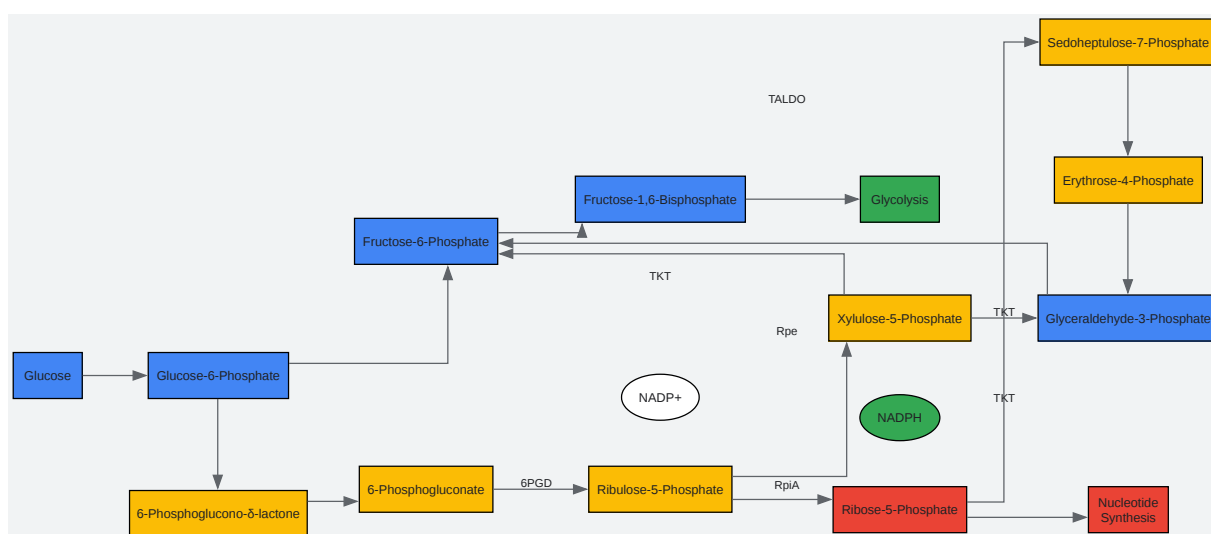 Sedoheptulose-7-Phosphate
TALDO
Erythrose-4-Phosphate
Fructose-1,6-Bisphosphate
Glycolysis
Fructose-6-Phosphate
TKT
Xylulose-5-Phosphate
TKT
Glyceraldehyde-3-Phosphate
Rpe
Glucose
Glucose-6-Phosphate
NADP+
TKT
NADPH
6PGD
6-Phosphogluconate
Ribulose-5-Phosphate
RpiA
6-Phosphoglucono-δ-lactone
Ribose-5-Phosphate
Nucleotide
Synthesis